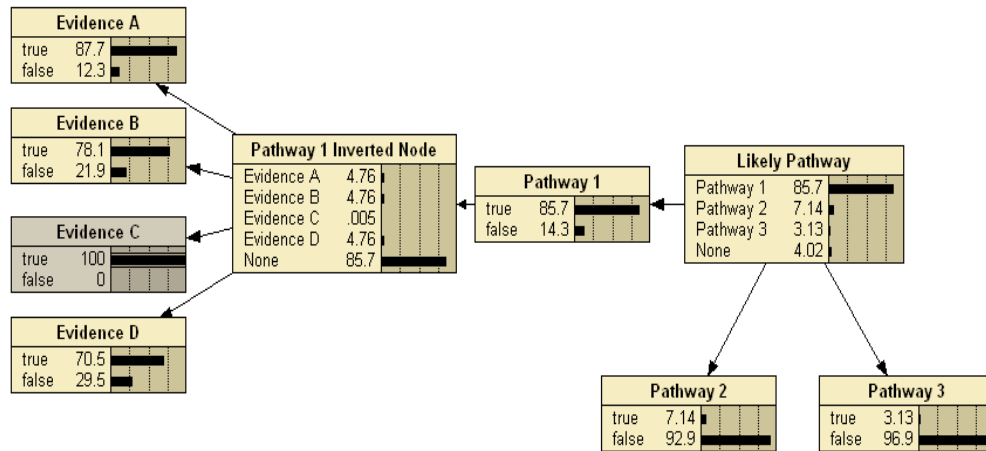 Evidence A
true 87.7
false 12.3
Evidence B
true 78.1
false 21.9
Evidence C
true 100
false 0
Evidence D
true 70.5
false 29.5
Pathway 1 Inverted Node
Evidence A 4.76
Evidence B 4.76
Evidence C .005
Evidence D 4.76
None 85.7
Pathway 1
true 85.7
false 14.3
Likely Pathway
Pathway 1 85.7
Pathway 2 7.14
Pathway 3 3.13
None 4.02
Pathway 2
true 7.14
false 92.9
Pathway 3
true 3.13
false 96.9